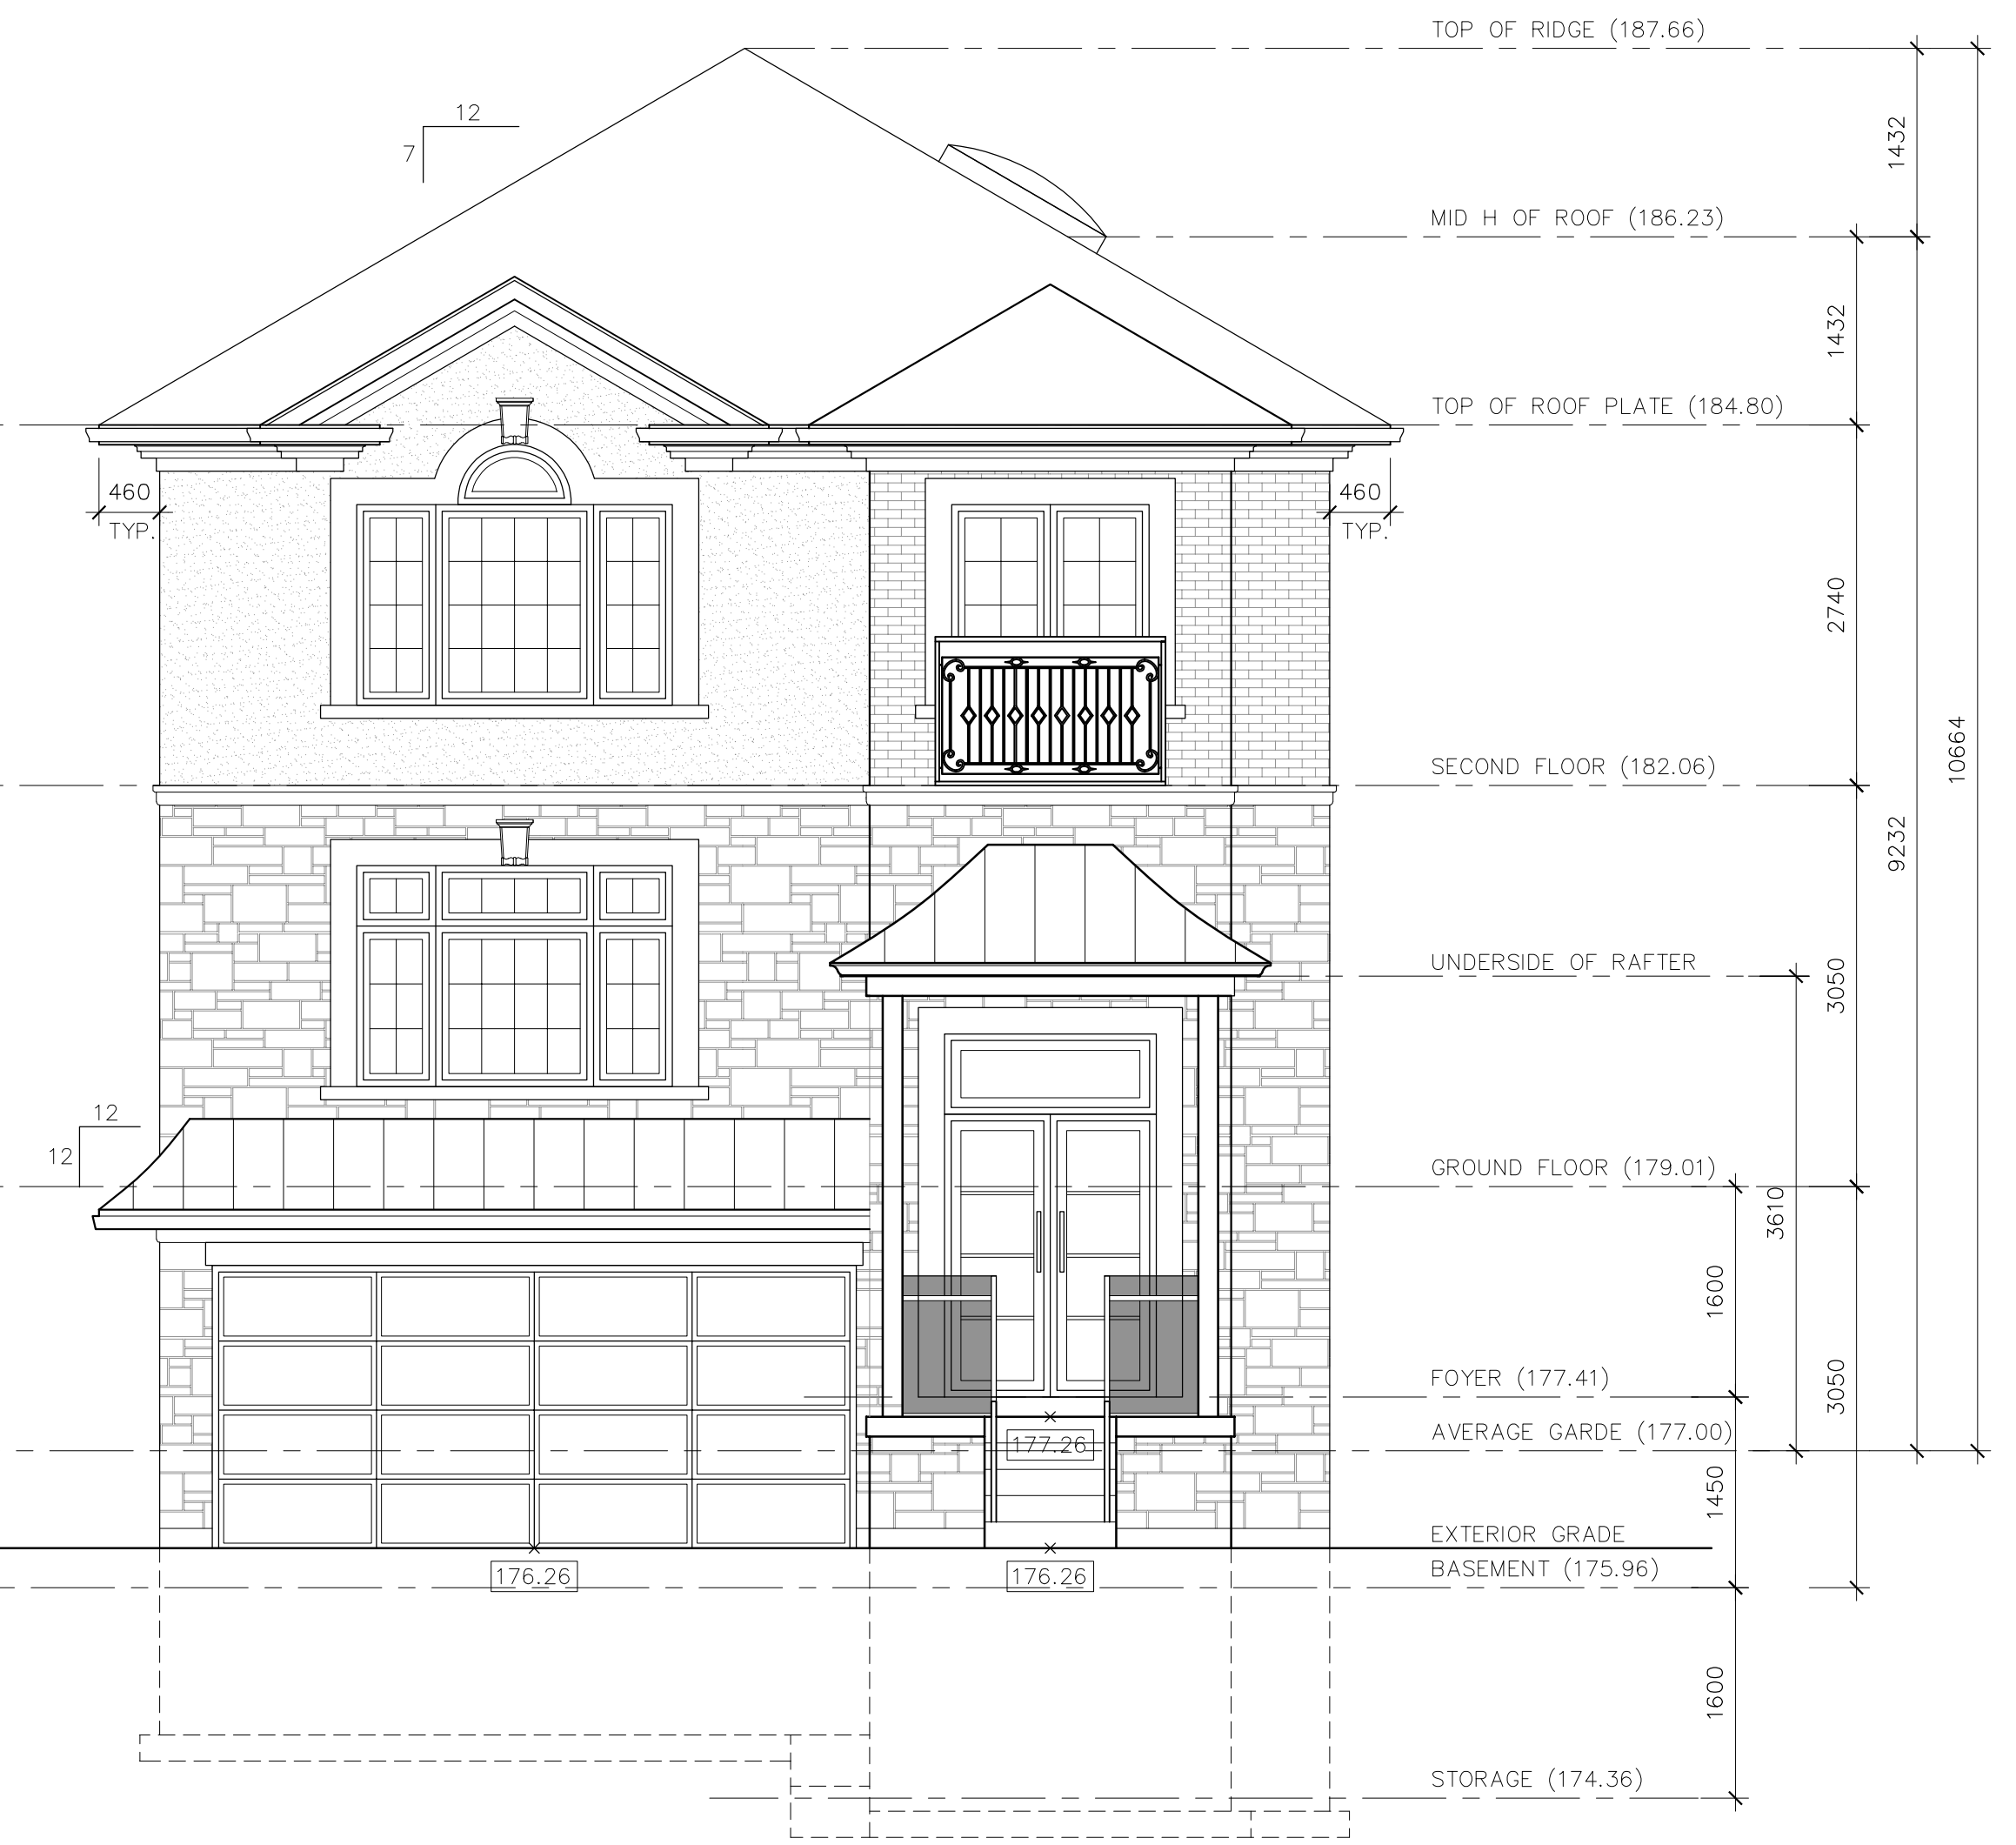 TOP OF RIDGE (187.66)
12
7
1432
MID H OF ROOF (186.23)
1432
TOP OF ROOF PLATE (184.80)
460
TYP.
460
TYP.
2740
10664
SECOND FLOOR (182.06)
9232
UNDERSIDE OF RAFTER
3050
12
12
GROUND FLOOR (179.01)
3610
1600
FOYER (177.41)
3050
AVERAGE GARDE (177.00)
177.26
1450
EXTERIOR GRADE
176.26
176.26
BASEMENT (175.96)
1600
STORAGE (174.36)